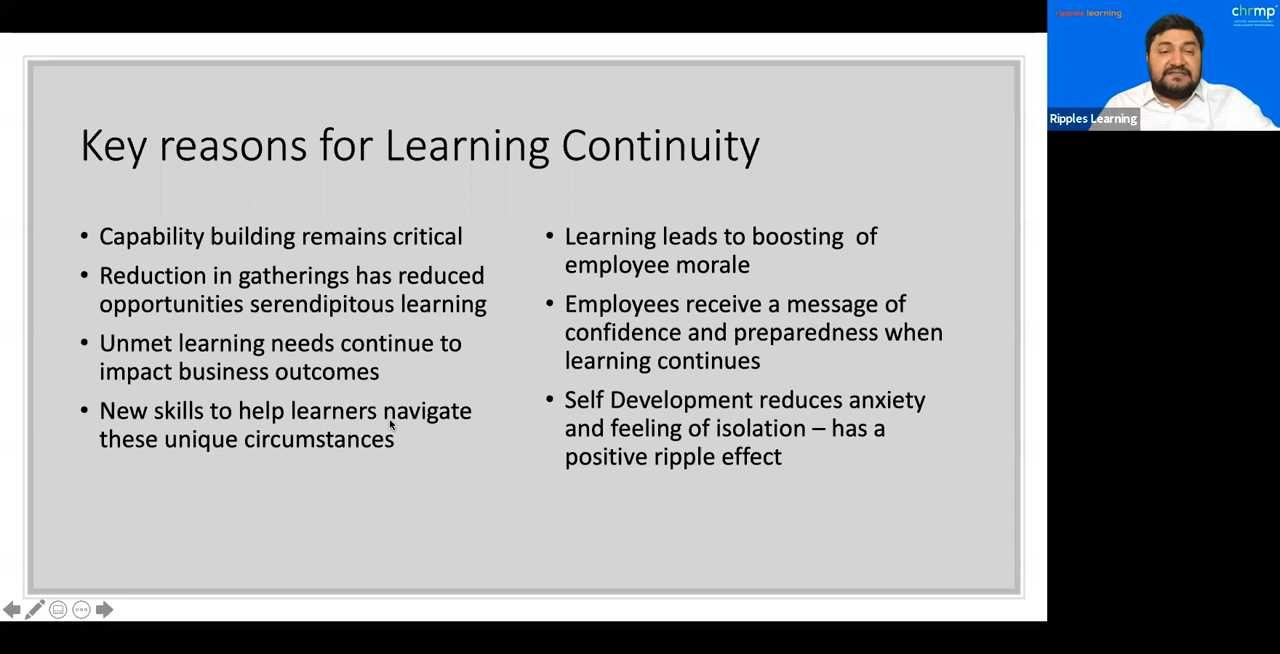 Key reasons for Learning Continuity
• Capability building remains critical
• Reduction in gatherings has reduced
opportunities serendipitous learning
• Unmet learning needs continue to
impact business outcomes
• New skills to help learners navigate
these unique circumstances
• Learning leads to boosting  of
employee morale
• Employees receive a message of
confidence and preparedness when
learning continues
• Self Development reduces anxiety
and feeling of isolation – has a
positive ripple effect
ripples learning
chrmp
Ripples Learning